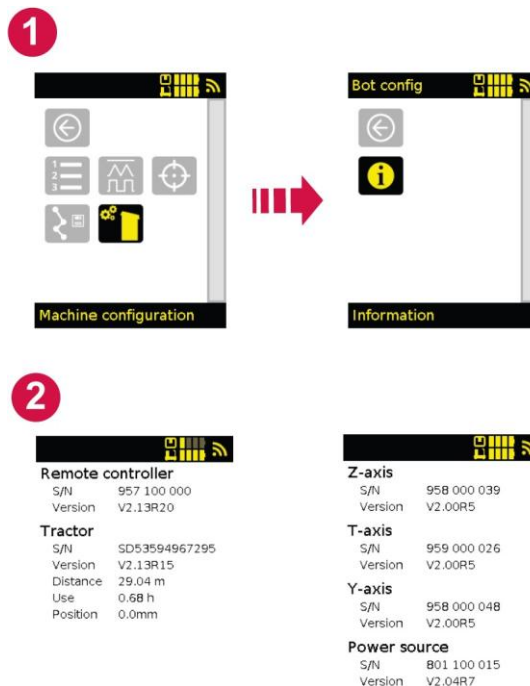 1
Bot config
1
2
3
i
Machine configuration
Information
2
Remote controller
S/N 957 100 000
Version V2.13R20
Tractor
S/N SD53594967295
Version V2.13R15
Distance 29.04 m
Use 0.68 h
Position 0.0mm
Z-axis
S/N 958 000 039
Version V2.00R5
T-axis
S/N 959 000 026
Version V2.00R5
Y-axis
S/N 958 000 048
Version V2.00R5
Power source
S/N 801 100 015
Version V2.04R7